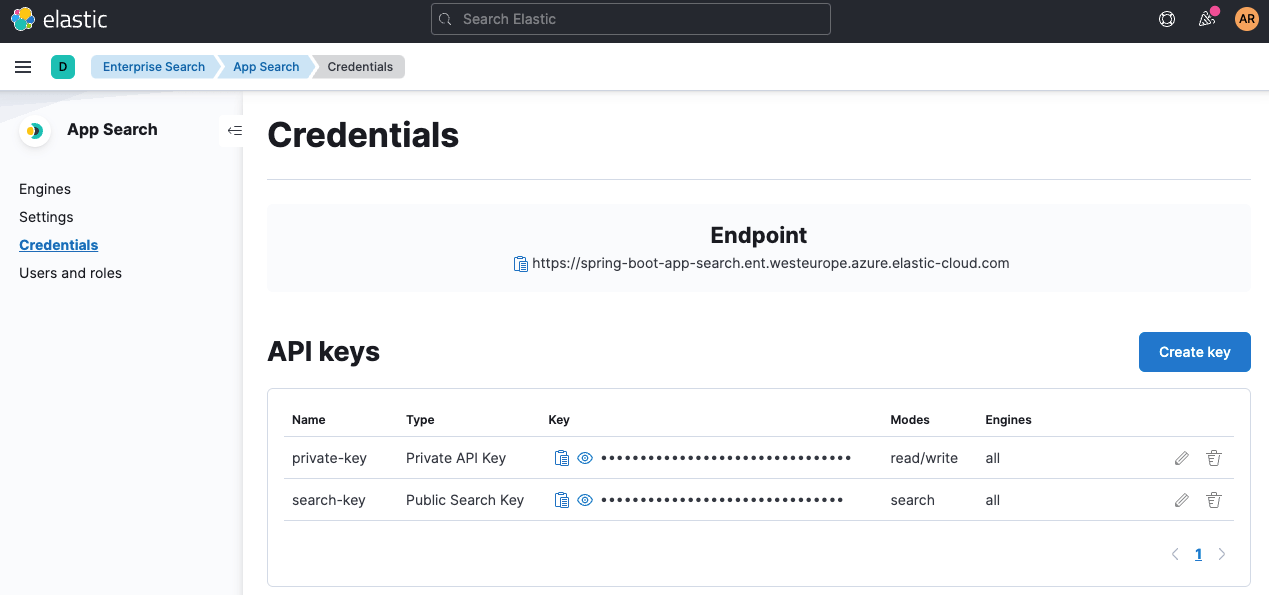 elastic
Search Elastic
AR
D
Enterprise Search
App Search
Credentials
App Search
Engines
Settings
Credentials
Users and roles
Credentials
Endpoint
https://spring-boot-app-search.ent.westeurope.azure.elastic-cloud.com
API keys
Create key
Name Type Key Modes Engines
private-key Private API Key •••••••••••••••••••••••••••••••• read/write all
search-key Public Search Key ••••••••••••••••••••••••••••••• search all
1